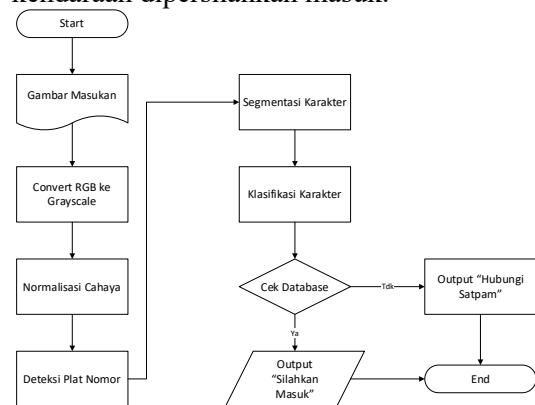 kendaraan dipersilahkan masuk.
Start
Gambar Masukan
Convert RGB ke
Grayscale
Normalisasi Cahaya
Deteksi Plat Nomor
Segmentasi Karakter
Klasifikasi Karakter
Cek Database
Tdk
Output “Hubungi
Satpam”
Ya
Output
“Silahkan
Masuk”
End